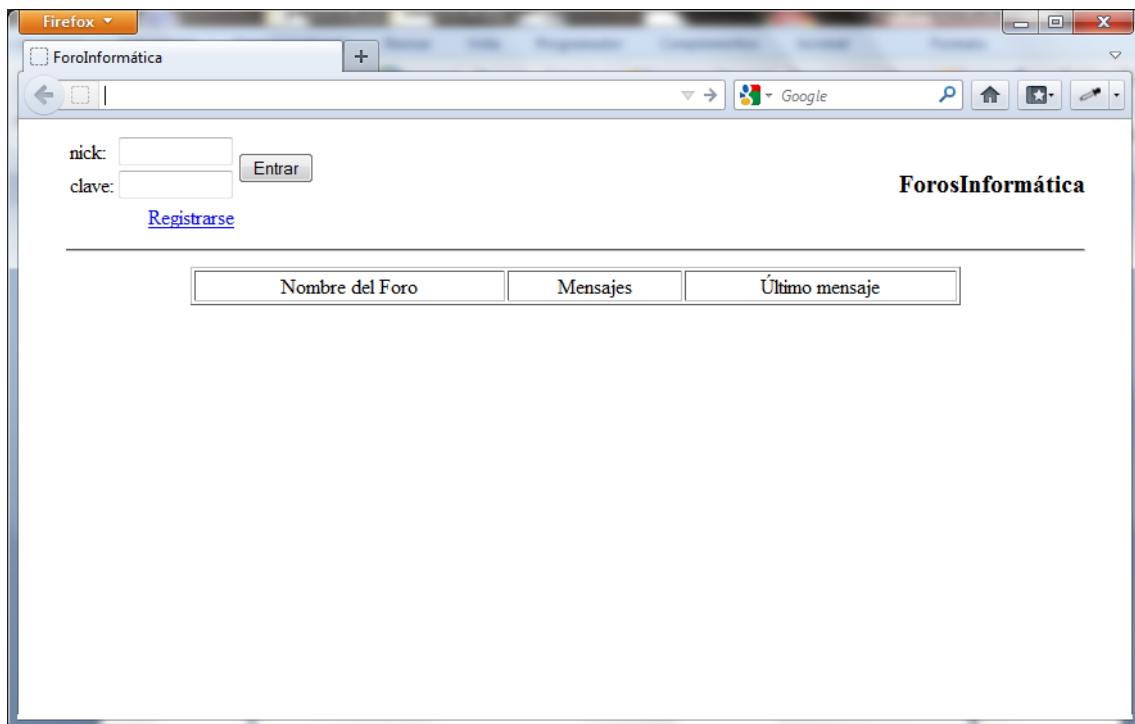 Firefox
ForoInformática
Google
nick:
Entrar
clave:
ForosInformática
Registrarse
Nombre del Foro Mensajes Último mensaje